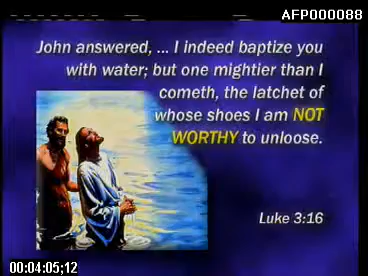 AFP000088
John answered, ... I indeed baptize you
with water; but one mightier than I
cometh, the latchet of
whose shoes I am NOT
WORTHY to unloose.
Luke 3:16
00:04:05;12